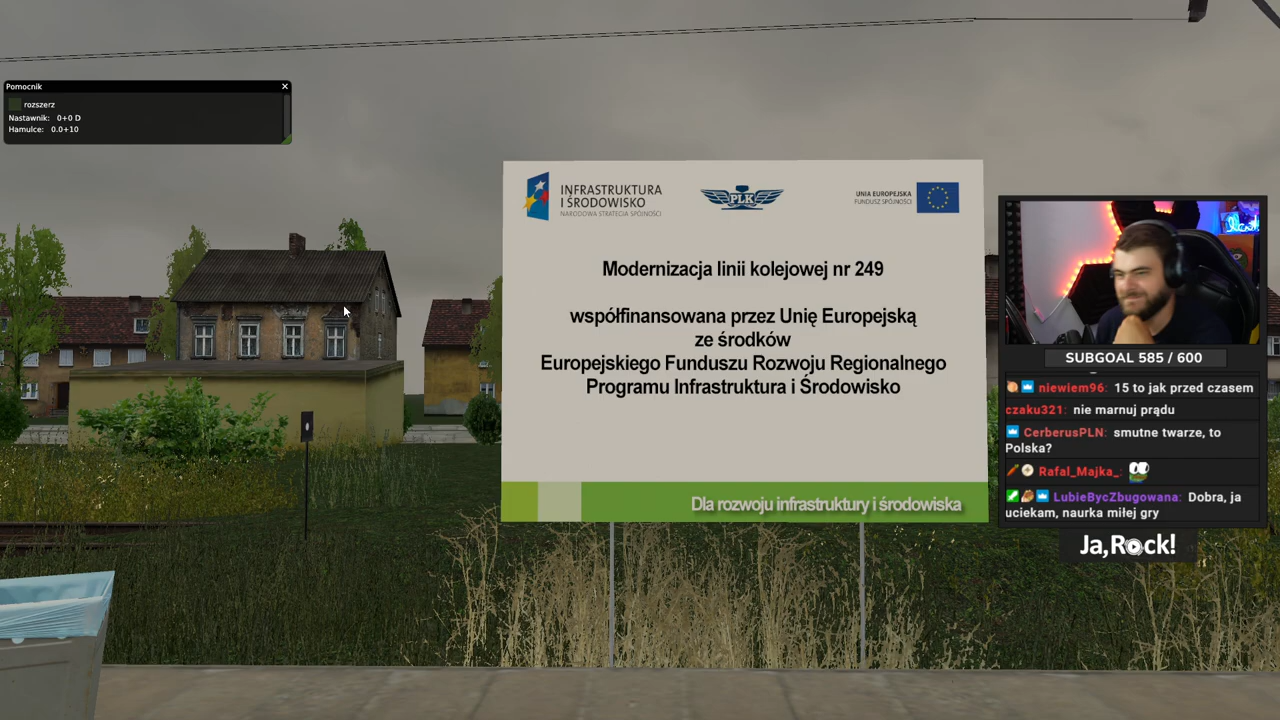 Pomocnik
rozszerz
Nastawnik: 0+0 D
Hamulce: 0.0+10
INFRASTRUKTURA
I ŚRODOWISKO
NARODOWA STRATEGIA SPÓJNOŚCI
PLK
UNIA EUROPEJSKA
FUNDUSZ SPÓJNOŚCI
Modernizacja linii kolejowej nr 249
współfinansowana przez Unię Europejską
ze środków
Europejskiego Funduszu Rozwoju Regionalnego
Programu Infrastruktura i Środowisko
Dla rozwoju infrastruktury i środowiska
SUBGOAL 585 / 600
niewiem96: 15 to jak przed czasem
czaku321: nie marnuj prądu
CerberusPLN: smutne twarze, to
Polska?
Rafal_Majka_:
LubieBycZbugowana: Dobra, ja
uciekam, naurka miłej gry
Ja,Rock!